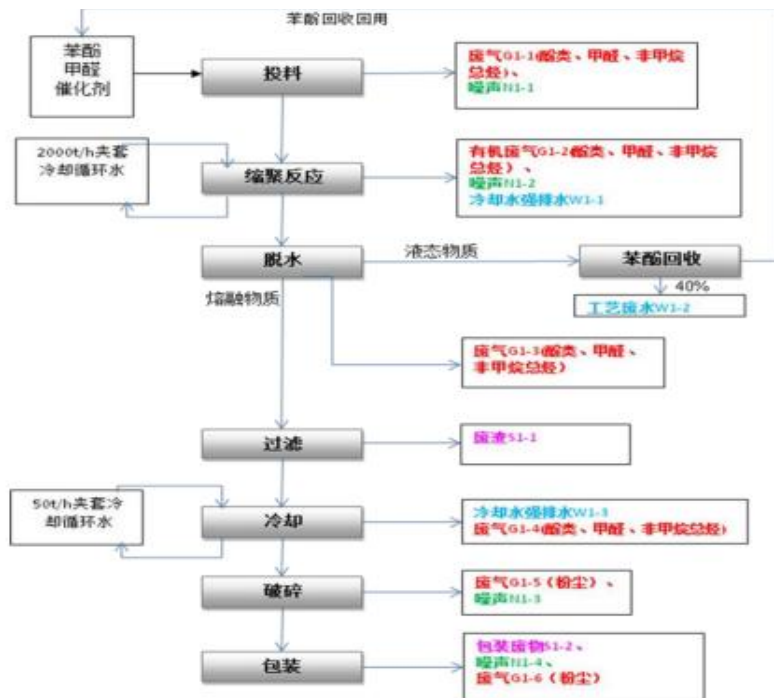 苯酚回收回用
苯酚
甲醛
催化剂
投料
废气G1-1(酚类、甲醛、非甲烷
总烃)、
噪声N1-1
2000t/h夹套
冷却循环水
缩聚反应
有机废气G1-2(酚类、甲醛、非甲烷
总烃）、
噪声N1-2
冷却水强排水W1-1
脱水
液态物质
苯酚回收
40%
工艺废水W1-2
熔融物质
废气G1-3(酚类、甲醛、
非甲烷总烃）
过滤
废渣S1-1
50t/h夹套冷
却循环水
冷却
冷却水强排水W1-3
废气G1-4(酚类、甲醛、非甲烷总烃)
破碎
废气G1-5（粉尘）、
噪声N1-3
包装
包装废物S1-2、
噪声N1-4、
废气G1-6（粉尘）